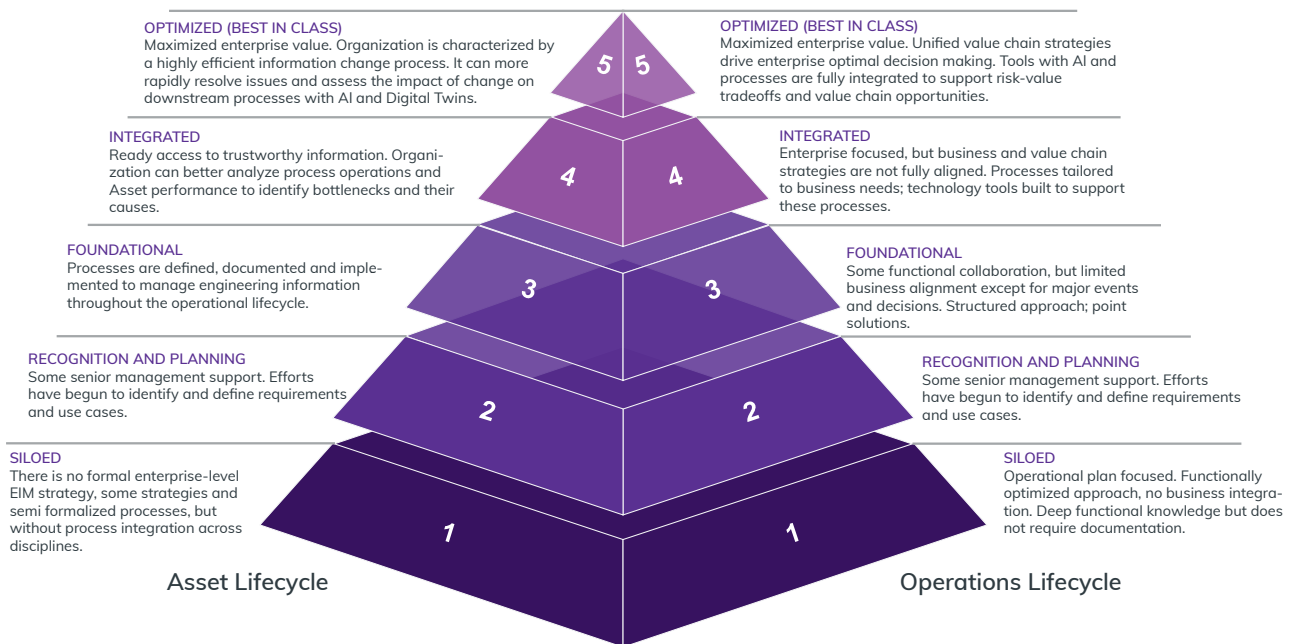 OPTIMIZED (BEST IN CLASS)
Maximized enterprise value. Organization is characterized by
a highly efficient information change process. It can more
rapidly resolve issues and assess the impact of change on
downstream processes with AI and Digital Twins.
5
5
OPTIMIZED (BEST IN CLASS)
Maximized enterprise value. Unified value chain strategies
drive enterprise optimal decision making. Tools with AI and
processes are fully integrated to support risk-value
tradeoffs and value chain opportunities.
INTEGRATED
Ready access to trustworthy information. Organi-
zation can better analyze process operations and
Asset performance to identify bottlenecks and their
causes.
4
4
INTEGRATED
Enterprise focused, but business and value chain
strategies are not fully aligned. Processes tailored
to business needs; technology tools built to support
these processes.
FOUNDATIONAL
Processes are defined, documented and imple-
mented to manage engineering information
throughout the operational lifecycle.
3
3
FOUNDATIONAL
Some functional collaboration, but limited
business alignment except for major events
and decisions. Structured approach; point
solutions.
RECOGNITION AND PLANNING
Some senior management support. Efforts
have begun to identify and define requirements
and use cases.
2
2
RECOGNITION AND PLANNING
Some senior management support. Efforts
have begun to identify and define requirements
and use cases.
SILOED
There is no formal enterprise-level
EIM strategy, some strategies and
semi formalized processes, but
without process integration across
disciplines.
1
1
SILOED
Operational plan focused. Functionally
optimized approach, no business integra-
tion. Deep functional knowledge but does
not require documentation.
Asset Lifecycle
Operations Lifecycle